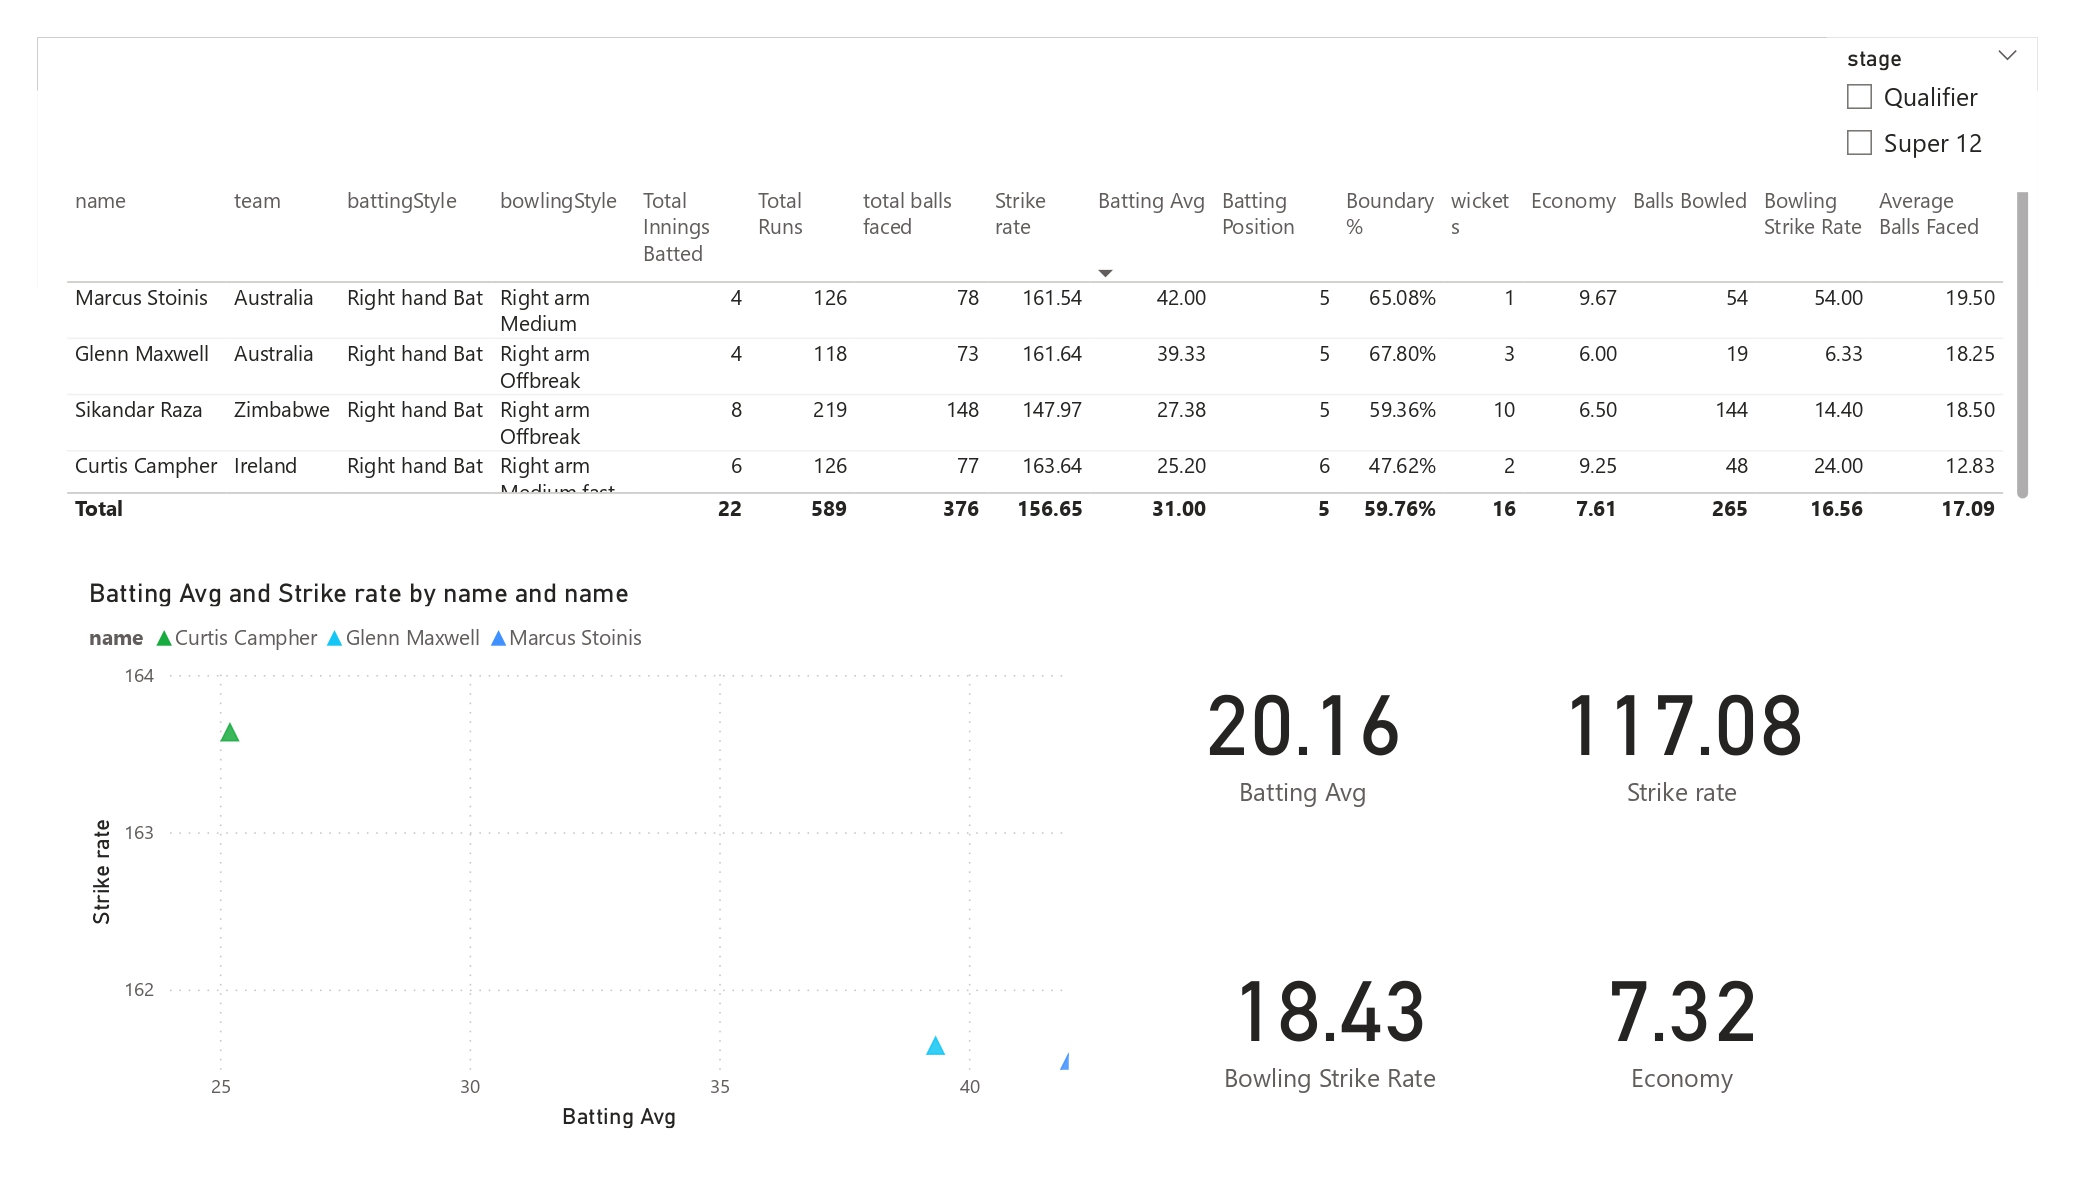 stage
Qualifier
Super 12
name team battingStyle bowlingStyle Total Innings Batted Total Runs total balls faced Strike rate Batting Avg Batting Position Boundary % wickets Economy Balls Bowled Bowling Strike Rate Average Balls Faced
Marcus Stoinis Australia Right hand Bat Right arm Medium 4 126 78 161.54 42.00 5 65.08% 1 9.67 54 54.00 19.50
Glenn Maxwell Australia Right hand Bat Right arm Offbreak 4 118 73 161.64 39.33 5 67.80% 3 6.00 19 6.33 18.25
Sikandar Raza Zimbabwe Right hand Bat Right arm Offbreak 8 219 148 147.97 27.38 5 59.36% 10 6.50 144 14.40 18.50
Curtis Campher Ireland Right hand Bat Right arm Medium fast 6 126 77 163.64 25.20 6 47.62% 2 9.25 48 24.00 12.83
Total 22 589 376 156.65 31.00 5 59.76% 16 7.61 265 16.56 17.09
Batting Avg and Strike rate by name and name
name Curtis Campher Glenn Maxwell Marcus Stoinis
164
163
162
Strike rate
25 30 35 40
Batting Avg
20.16
Batting Avg
117.08
Strike rate
18.43
Bowling Strike Rate
7.32
Economy